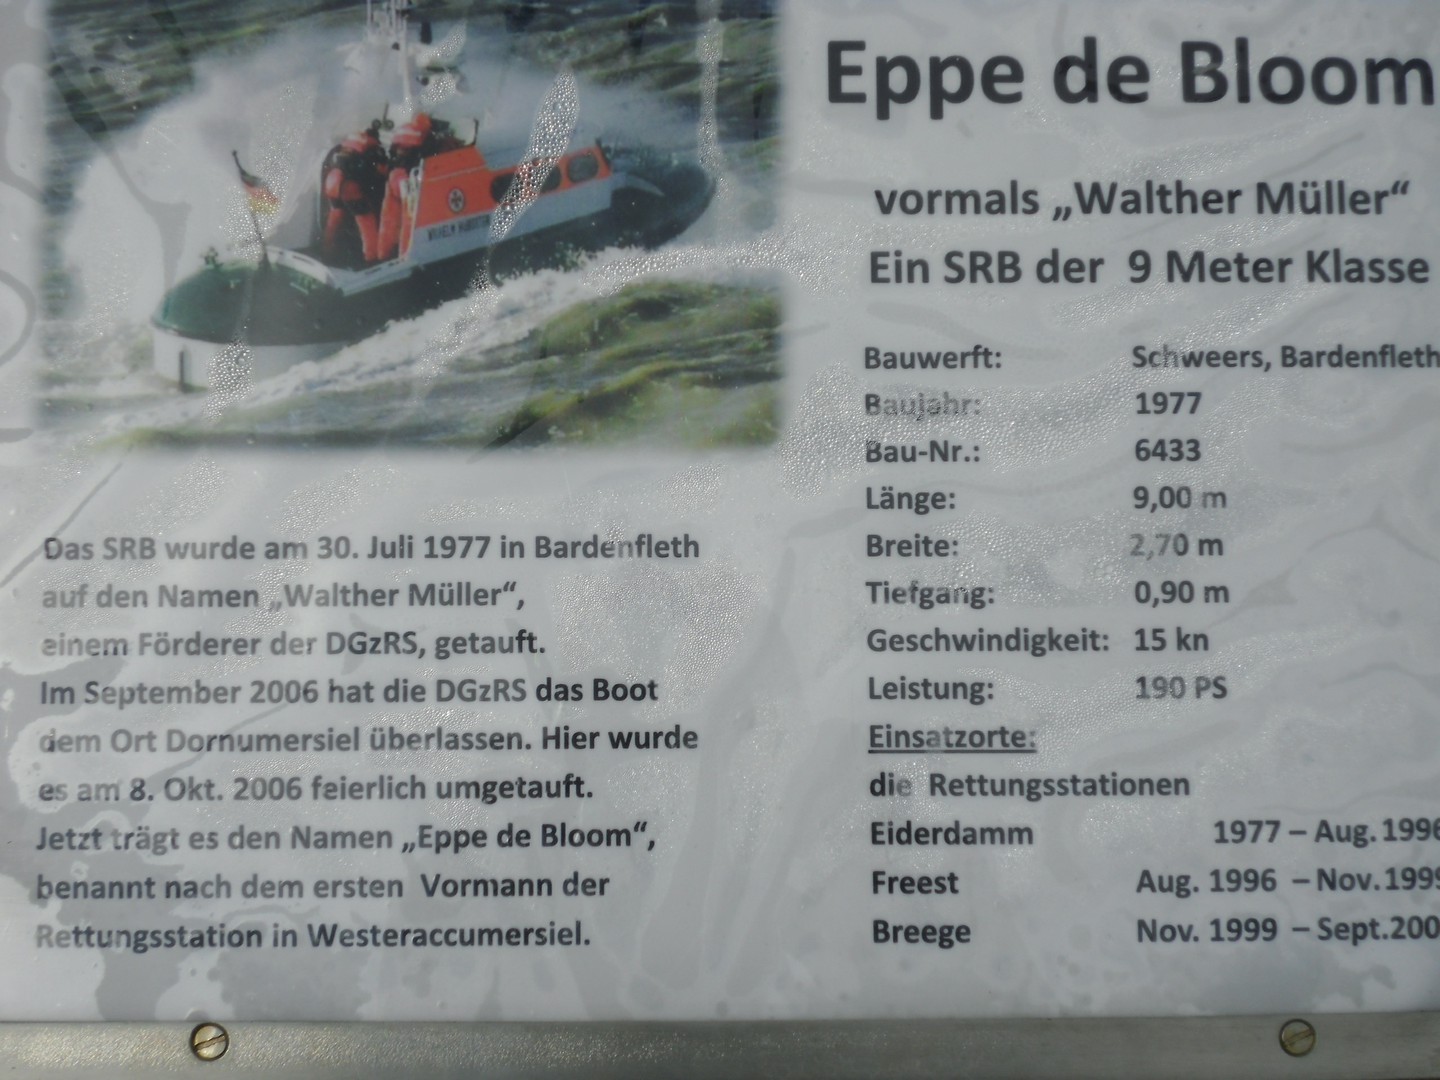 Eppe de Bloom
vormals „Walther Müller“
Ein SRB der 9 Meter Klasse
Bauwerft: Schweers, Bardenfleth
Baujahr: 1977
Bau-Nr.: 6433
Länge: 9,00 m
Breite: 2,70 m
Tiefgang: 0,90 m
Geschwindigkeit: 15 kn
Leistung: 190 PS
Einsatzorte:
die Rettungsstationen
Eiderdamm 1977 – Aug. 1996
Freest Aug. 1996 – Nov. 1999
Breege Nov. 1999 – Sept.200
Das SRB wurde am 30. Juli 1977 in Bardenfleth
auf den Namen „Walther Müller“,
einem Förderer der DGzRS, getauft.
Im September 2006 hat die DGzRS das Boot
dem Ort Dornumersiel überlassen. Hier wurde
es am 8. Okt. 2006 feierlich umgetauft.
Jetzt trägt es den Namen „Eppe de Bloom“,
benannt nach dem ersten Vormann der
Rettungsstation in Westeraccumersiel.